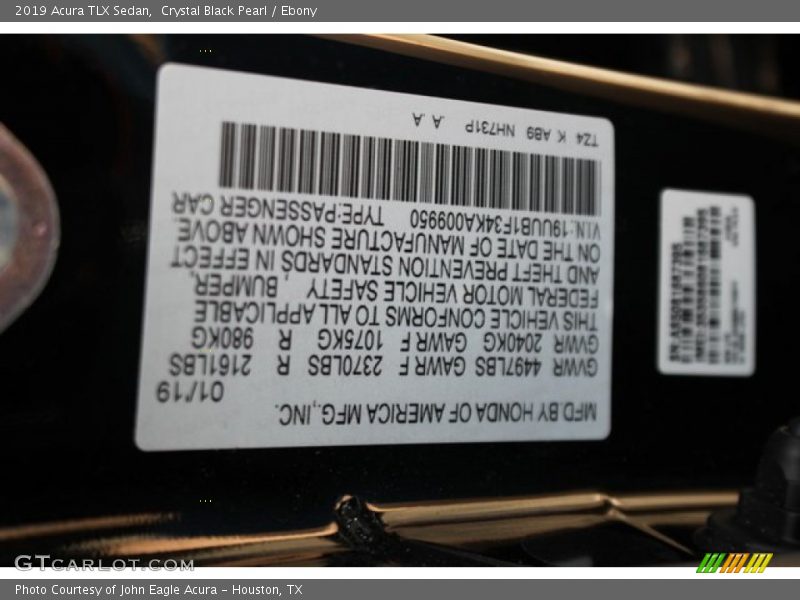 2019 Acura TLX Sedan, Crystal Black Pearl / Ebony
MFD.BY HONDA OF AMERICA MFG.,INC.
01/19
GVWR 4497LBS GAWR F 2370LBS R 2161LBS
GVWR 2040KG GAWR F 1075KG R 980KG
THIS VEHICLE CONFORMS TO ALL APPLICABLE
FEDERAL MOTOR VEHICLE SAFETY , BUMPER,
AND THEFT PREVENTION STANDARDS IN EFFECT
ON THE DATE OF MANUFACTURE SHOWN ABOVE.
VIN:19UUB1F34KA009960 TYPE:PASSENGER CAR
TZ4 K AB9 NH731P .A .A
GTCARLOT.COM
Photo Courtesy of John Eagle Acura - Houston, TX